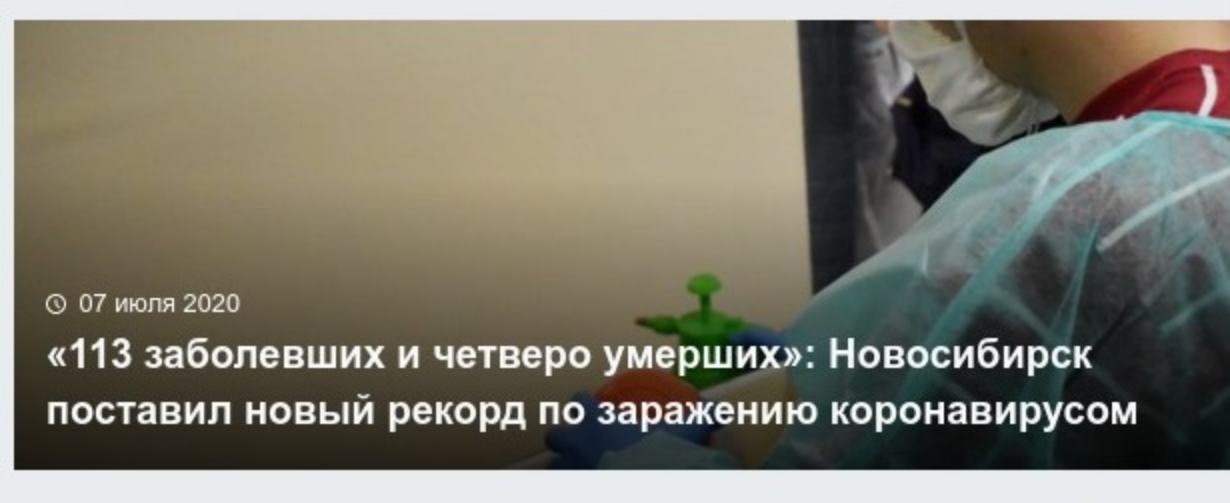 07 июля 2020
«113 заболевших и четверо умерших»: Новосибирск
поставил новый рекорд по заражению коронавирусом